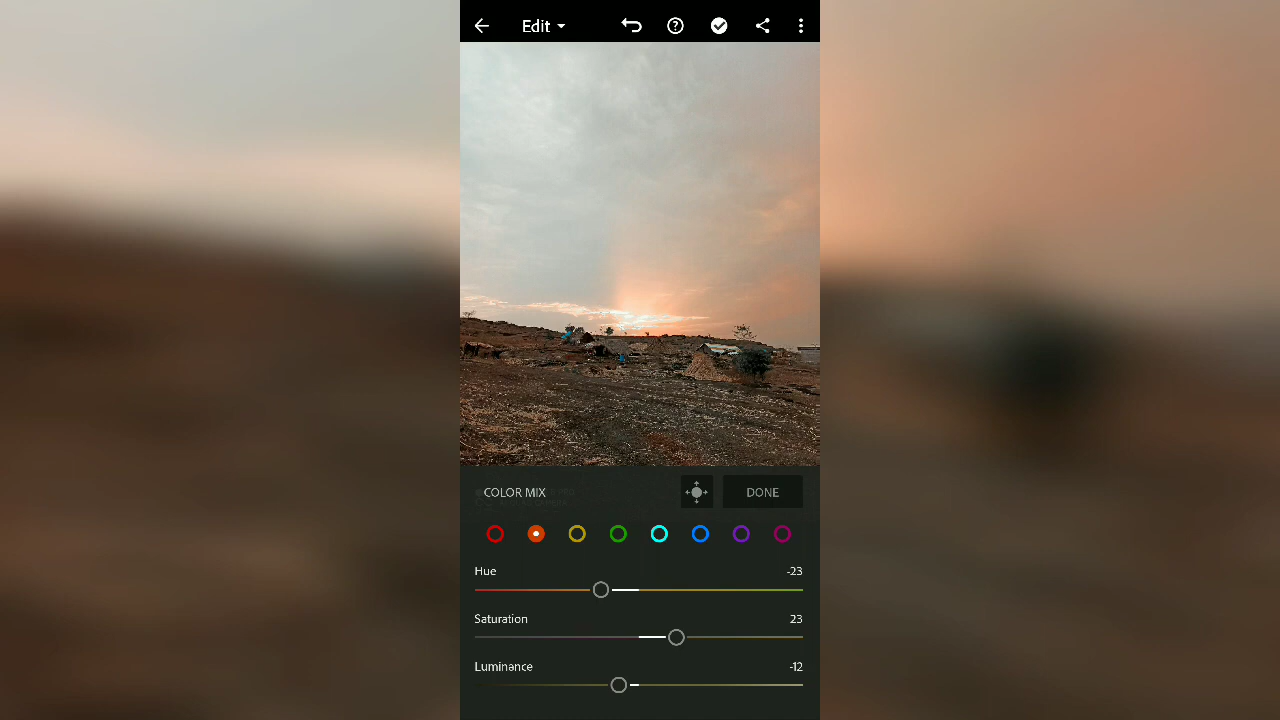 Edit
COLOR MIX
DONE
Hue -23
Saturation 23
Luminance -12